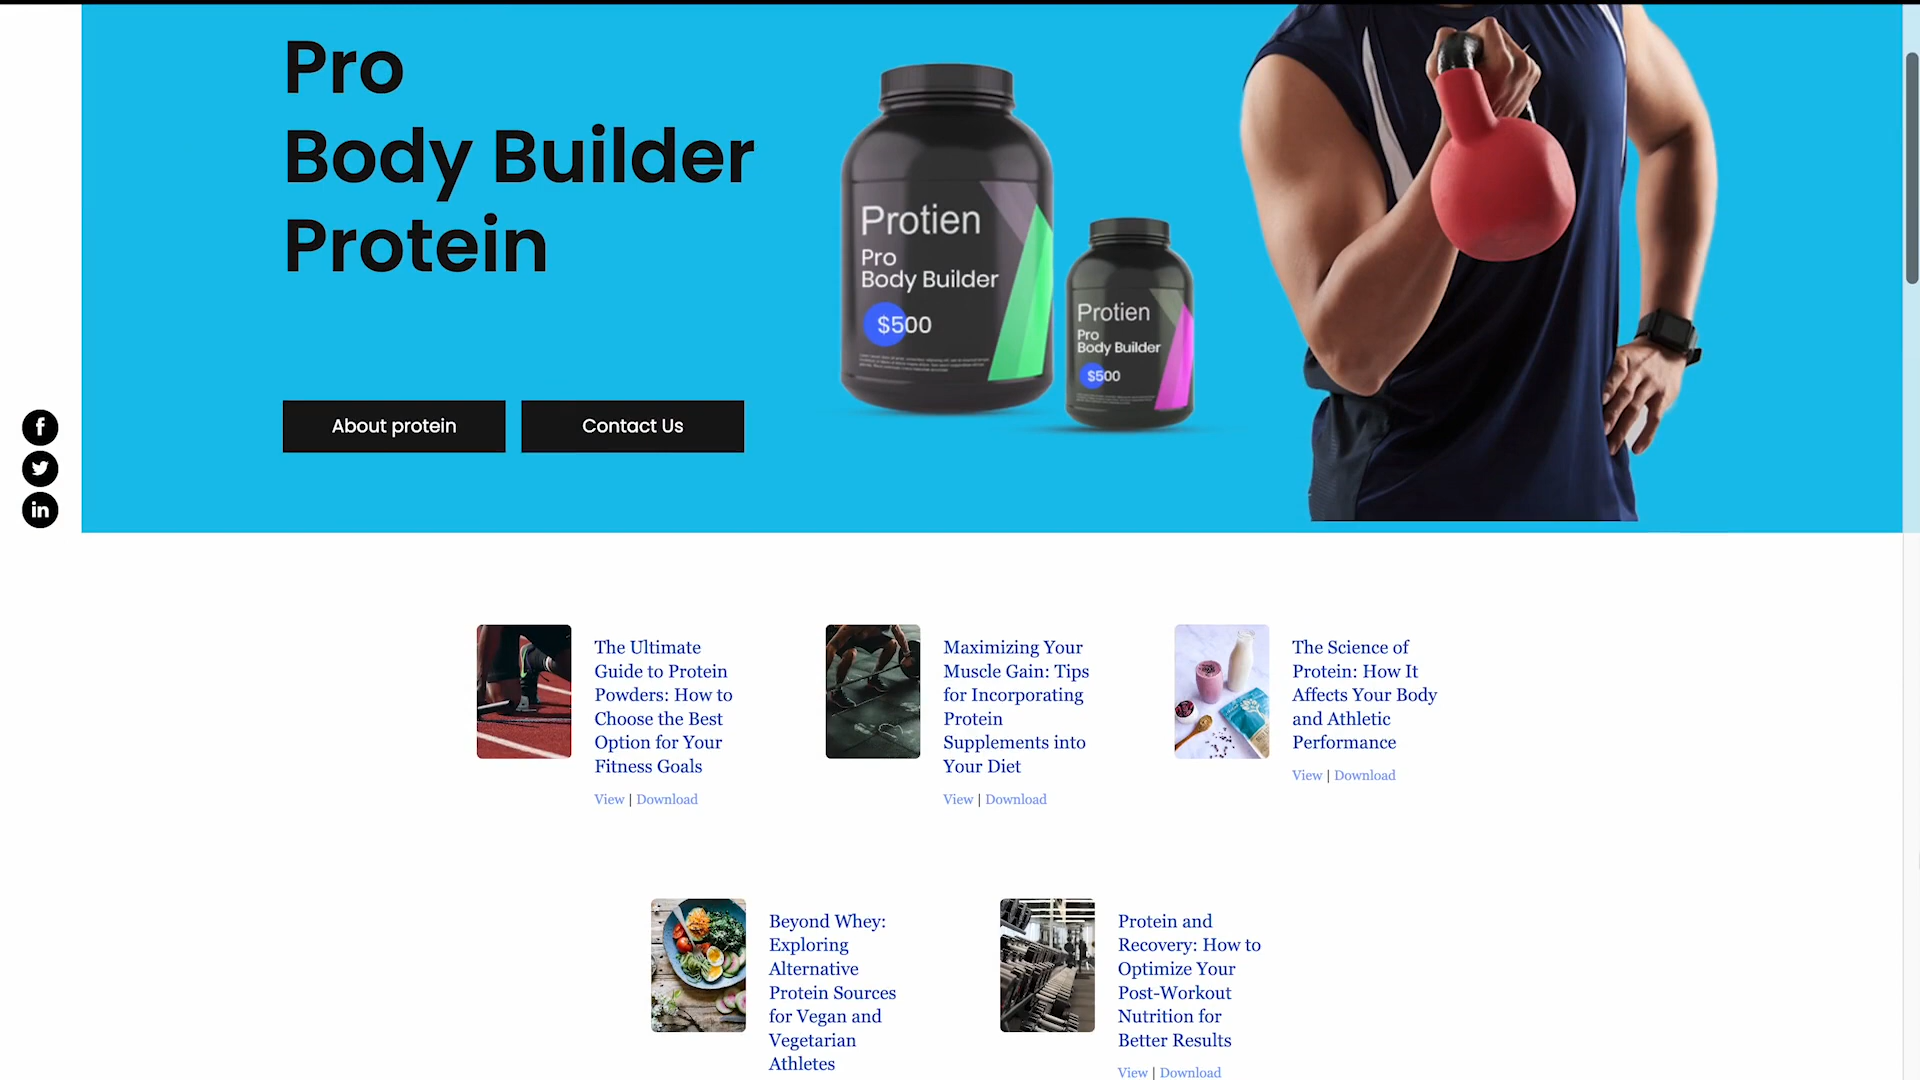 Pro
Body Builder
Protein
Protien
Pro
Body Builder
$500
Protien
Pro
Body Builder
$500
About protein
Contact Us
f
in
The Ultimate
Guide to Protein
Powders: How to
Choose the Best
Option for Your
Fitness Goals
View | Download
Maximizing Your
Muscle Gain: Tips
for Incorporating
Protein
Supplements into
Your Diet
View | Download
The Science of
Protein: How It
Affects Your Body
and Athletic
Performance
View | Download
Beyond Whey:
Exploring
Alternative
Protein Sources
for Vegan and
Vegetarian
Athletes
Protein and
Recovery: How to
Optimize Your
Post-Workout
Nutrition for
Better Results
View | Download